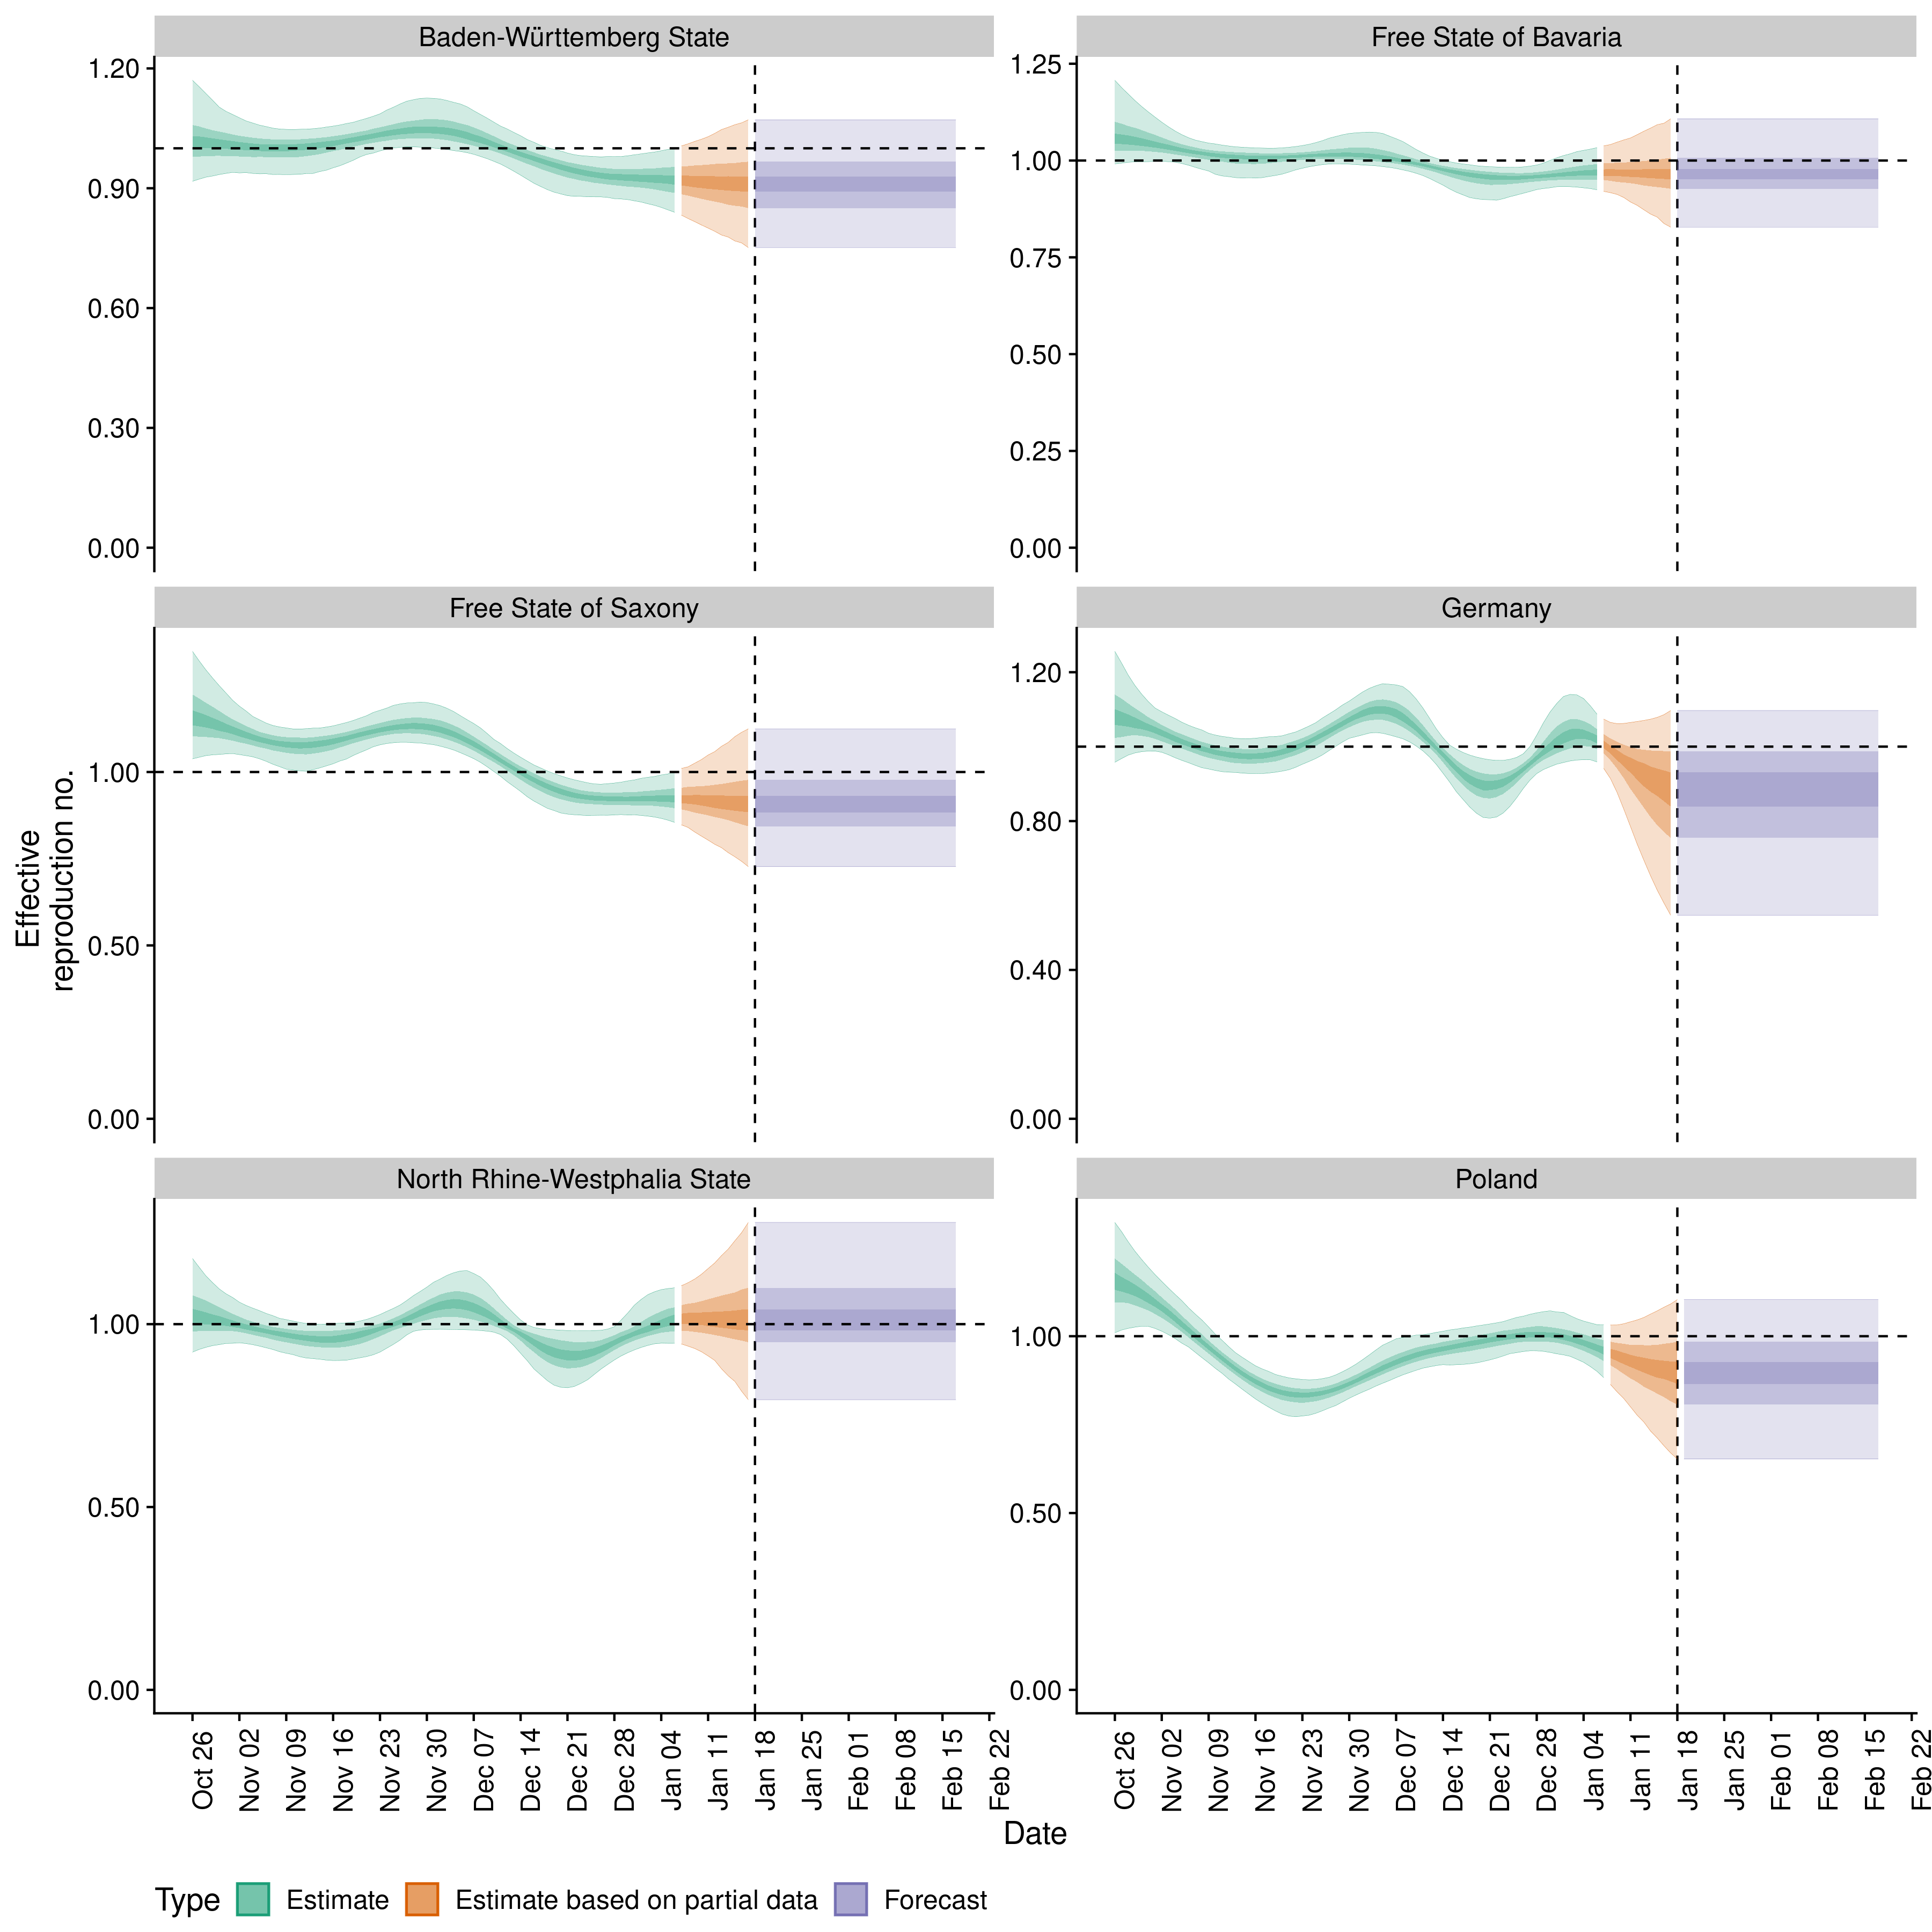 Baden-Württemberg State
Free State of Bavaria
1.20
0.90
0.60
0.30
0.00
1.25
1.00
0.75
0.50
0.25
0.00
Free State of Saxony
Germany
1.00
0.50
0.00
1.20
0.80
0.40
0.00
North Rhine-Westphalia State
Poland
1.00
0.50
0.00
1.00
0.50
0.00
Effective
reproduction no.
Oct 26
Nov 02
Nov 09
Nov 16
Nov 23
Nov 30
Dec 07
Dec 14
Dec 21
Dec 28
Jan 04
Jan 11
Jan 18
Jan 25
Feb 01
Feb 08
Feb 15
Feb 22
Oct 26
Nov 02
Nov 09
Nov 16
Nov 23
Nov 30
Dec 07
Dec 14
Dec 21
Dec 28
Jan 04
Jan 11
Jan 18
Jan 25
Feb 01
Feb 08
Feb 15
Feb 22
Date
Type Estimate Estimate based on partial data Forecast